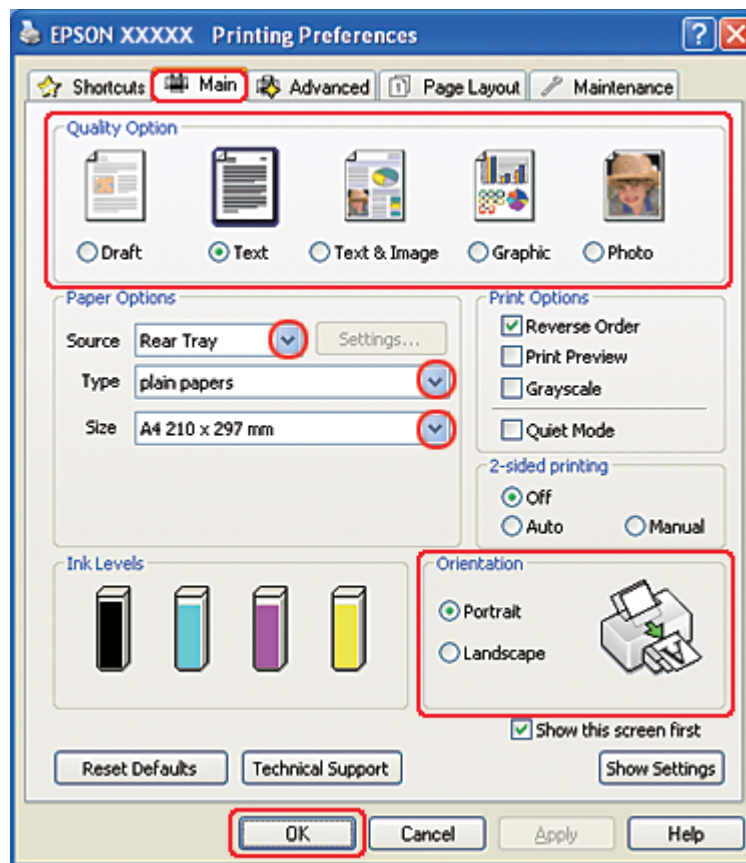 EPSON XXXXX Printing Preferences
Shortcuts Main Advanced Page Layout Maintenance
Quality Option
Draft Text Text & Image Graphic Photo
Paper Options
Source Rear Tray Settings...
Type plain papers
Size A4 210 x 297 mm
Print Options
Reverse Order
Print Preview
Grayscale
Quiet Mode
2-sided printing
Off
Auto Manual
Ink Levels
Orientation
Portrait
Landscape
Show this screen first
Reset Defaults Technical Support Show Settings
OK Cancel Apply Help